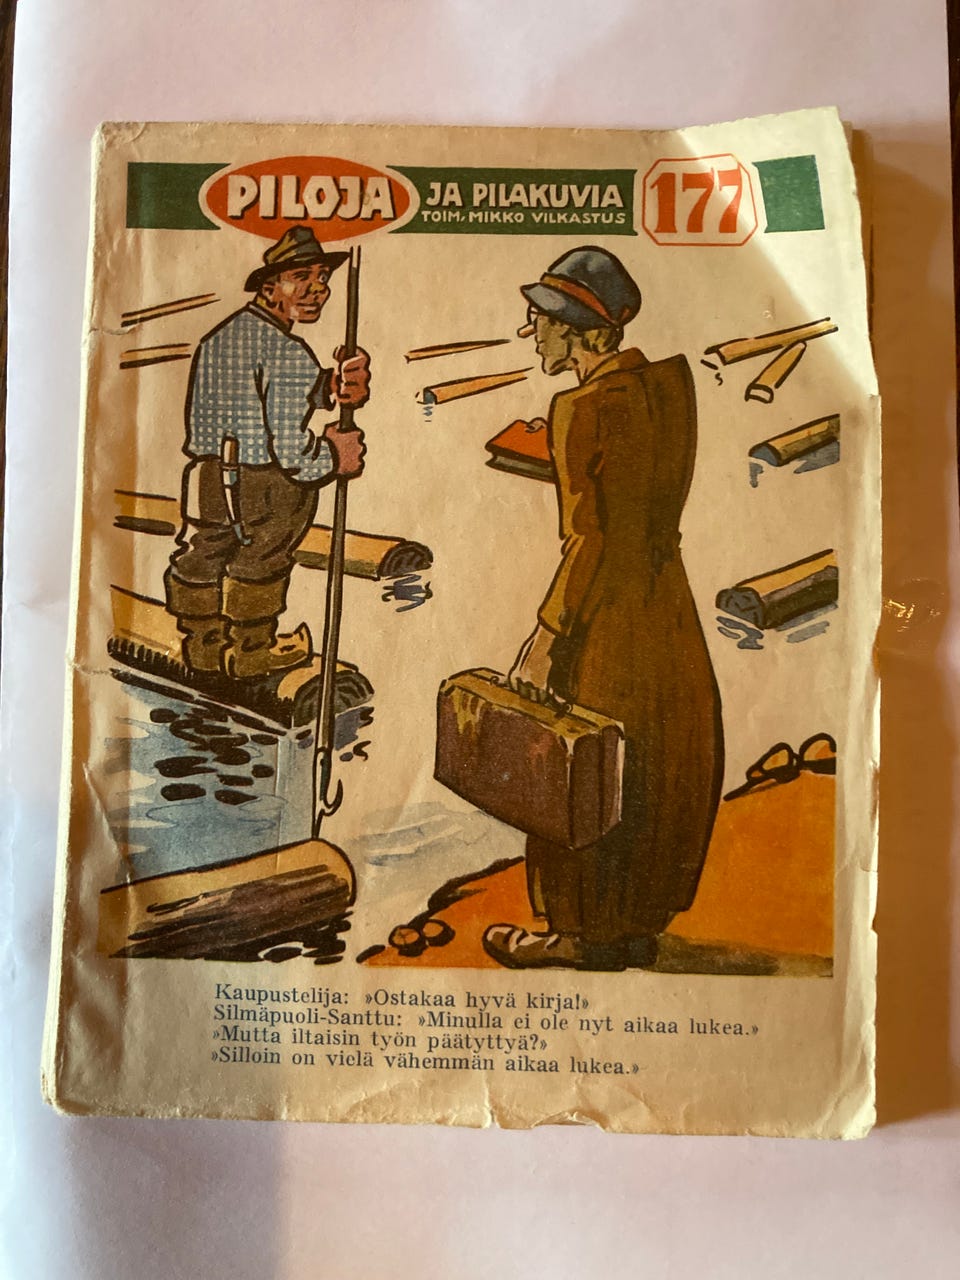 PILOJA JA PILAKUVIA 177
TOIM. MIKKO VILKASTUS
Kaupustelija: »Ostakaa hyvä kirja!»
Silmäpuoli-Santtu: »Minulla ei ole nyt aikaa lukea.»
»Mutta iltaisin työn päätyttyä?»
»Silloin on vielä vähemmän aikaa lukea.»